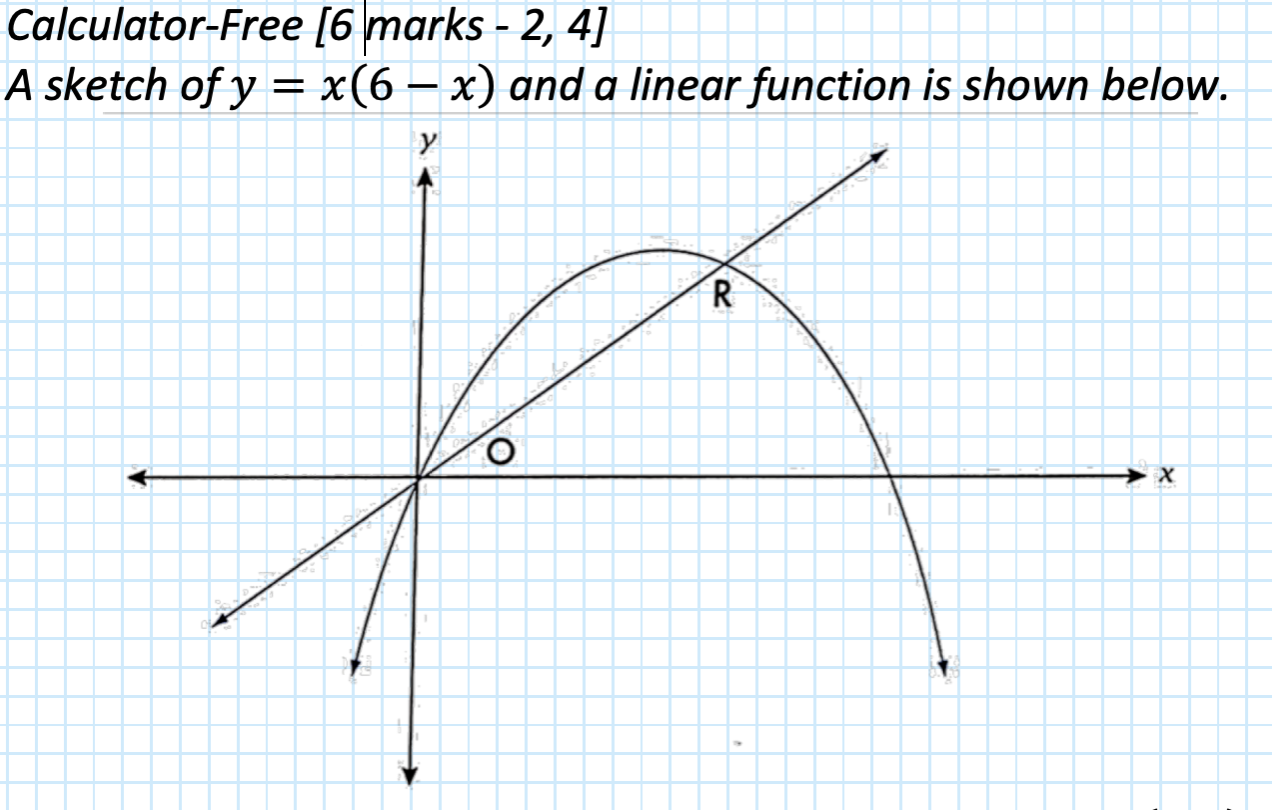 Calculator-Free [6 marks - 2, 4]
A sketch of y = x(6 − x) and a linear function is shown below.
y
R
O
x